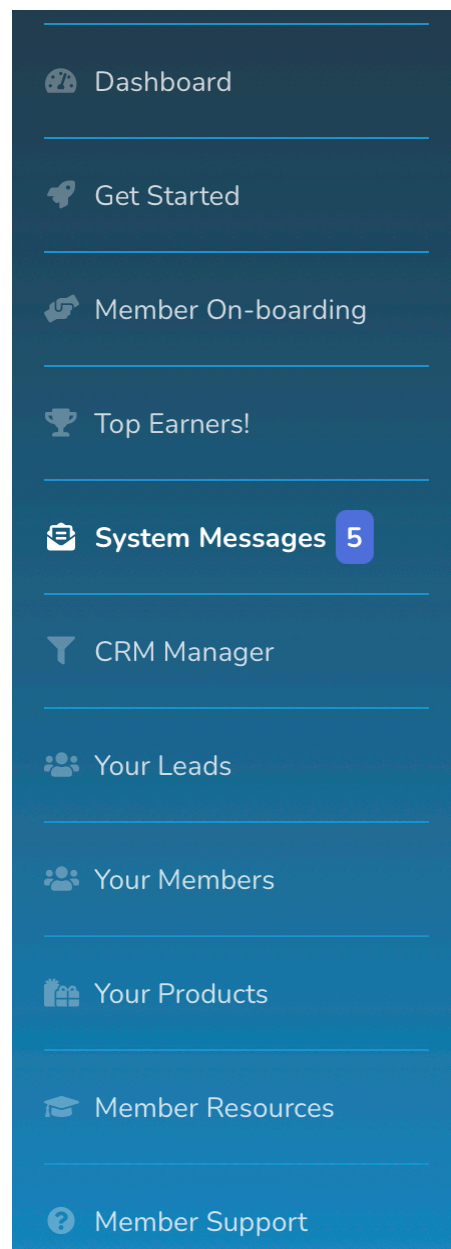 Dashboard
Get Started
Member On-boarding
Top Earners!
System Messages 5
CRM Manager
Your Leads
Your Members
Your Products
Member Resources
Member Support